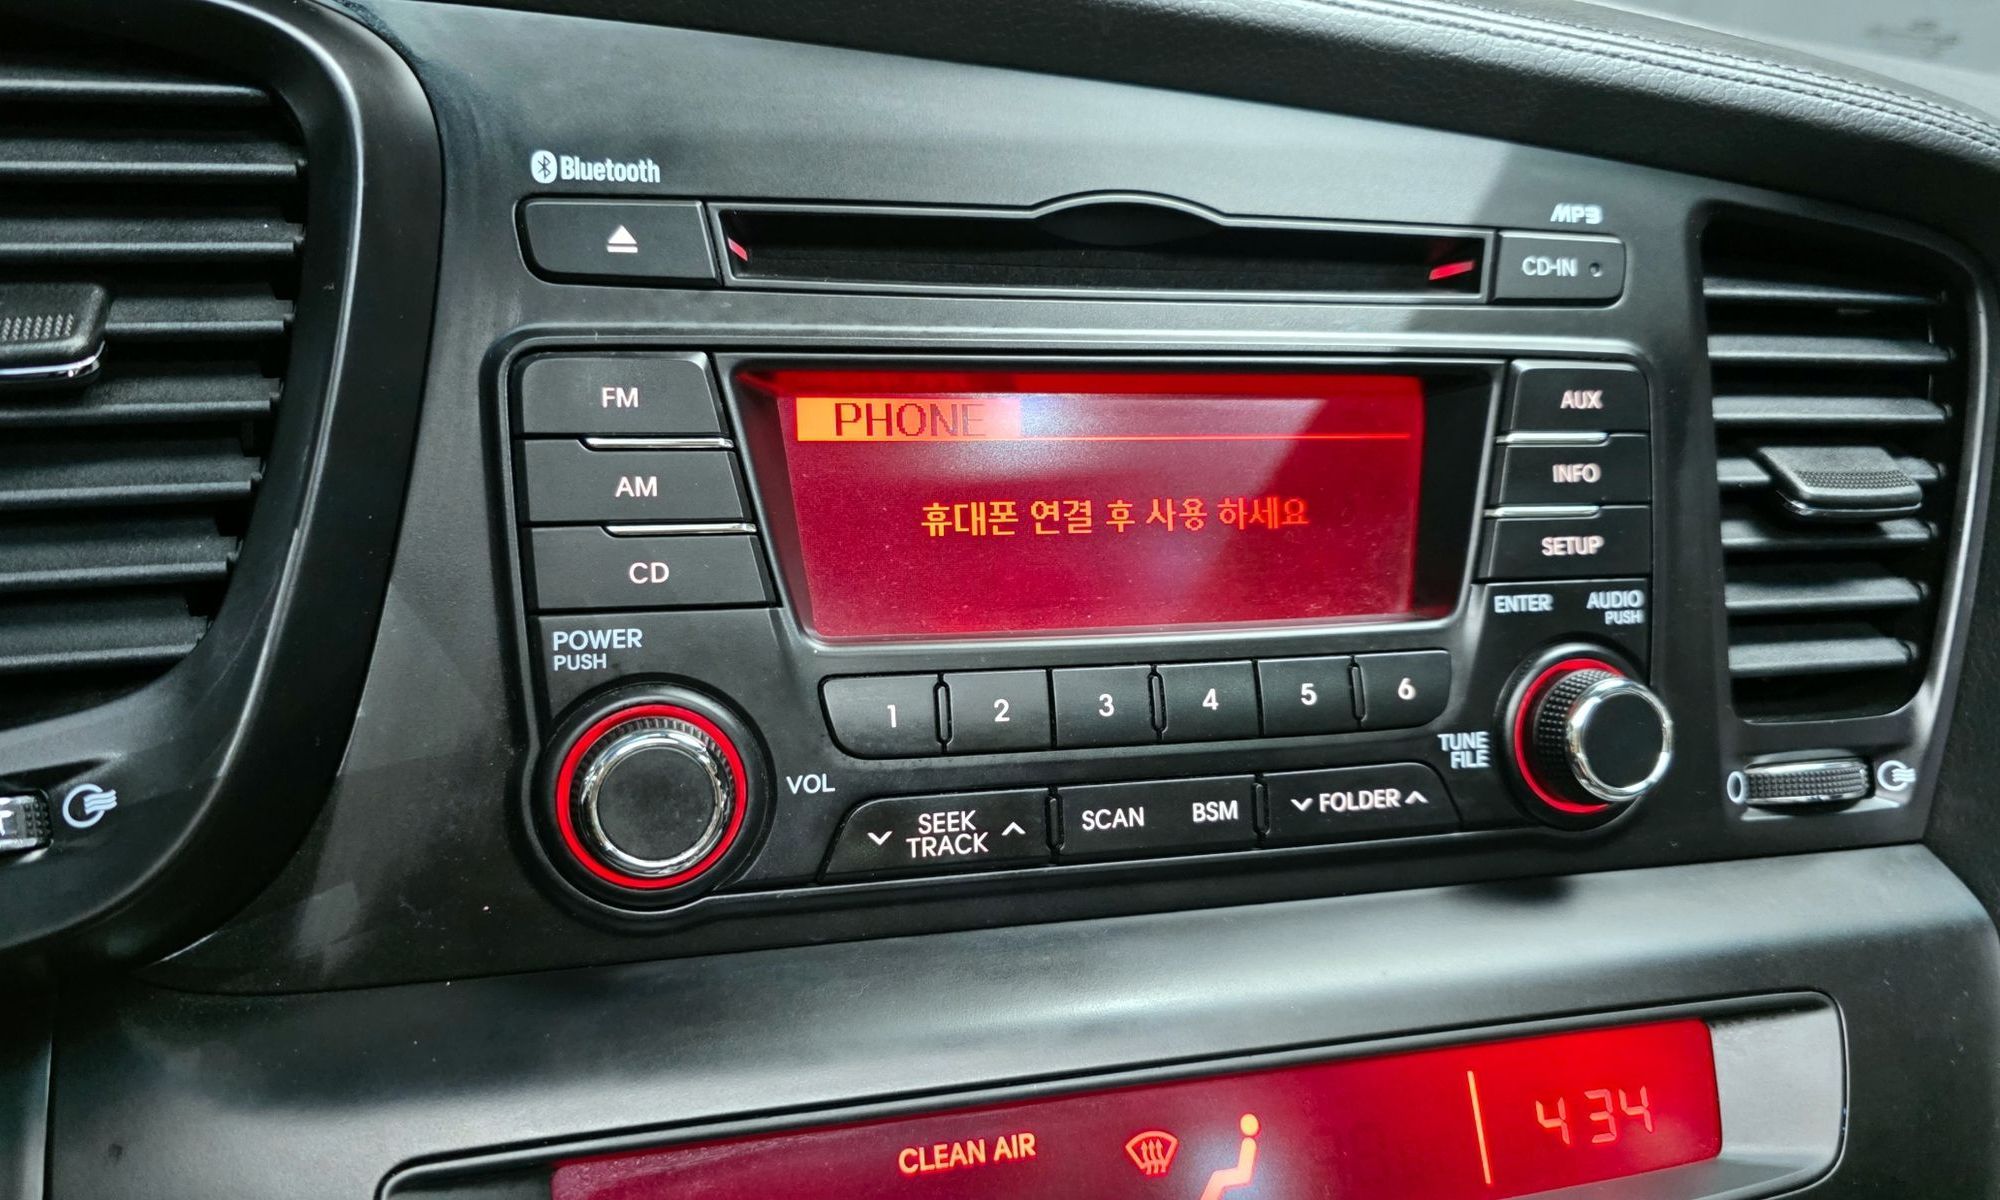 Bluetooth
MP3
CD-IN
FM
AM
CD
PHONE
휴대폰 연결 후 사용 하세요
AUX
INFO
SETUP
POWER
PUSH
ENTER
AUDIO
PUSH
1 2 3 4 5 6
VOL
TUNE
FILE
SEEK
TRACK
SCAN
BSM
FOLDER
CLEAN AIR
4 34